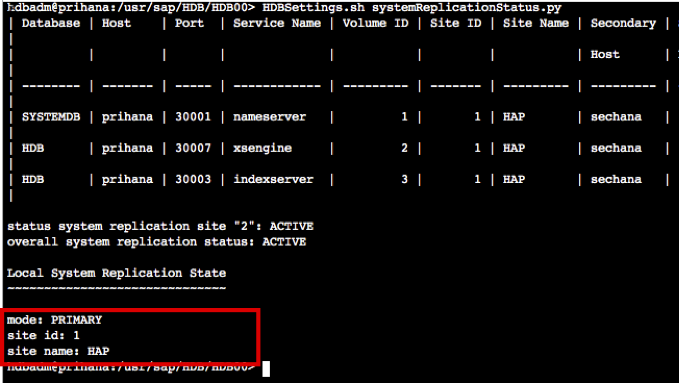 hdbadm@prihana:/usr/sap/HDB/HDB00> HDBSettings.sh systemReplicationStatus.py
| Database | Host | Port | Service Name | Volume ID | Site ID | Site Name | Secondary |
|
| | | | | | | | Host |
|
| -------- | ------- | ----- | ------------ | --------- | ------- | --------- | --------- |
|
| SYSTEMDB | prihana | 30001 | nameserver | 1 | 1 | HAP | sechana |
|
| HDB | prihana | 30007 | xsengine | 2 | 1 | HAP | sechana |
|
| HDB | prihana | 30003 | indexserver | 3 | 1 | HAP | sechana |
|
status system replication site "2": ACTIVE
overall system replication status: ACTIVE
Local System Replication State
~~~~~~~~~~~~~~~~~~~~~~~~~~~~~~
mode: PRIMARY
site id: 1
site name: HAP
hdbadm@prihana:/usr/sap/HDB/HDB00>